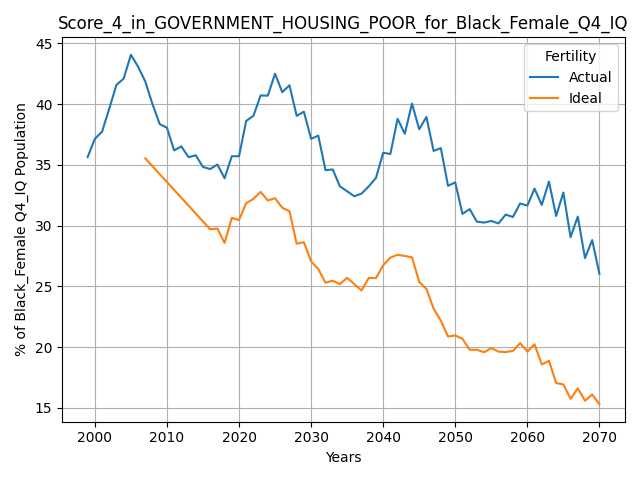 Score_4_in_GOVERNMENT_HOUSING_POOR_for_Black_Female_Q4_IQ
Fertility
Actual
Ideal
% of Black_Female Q4_IQ Population
45
40
35
30
25
20
15
2000 2010 2020 2030 2040 2050 2060 2070
Years